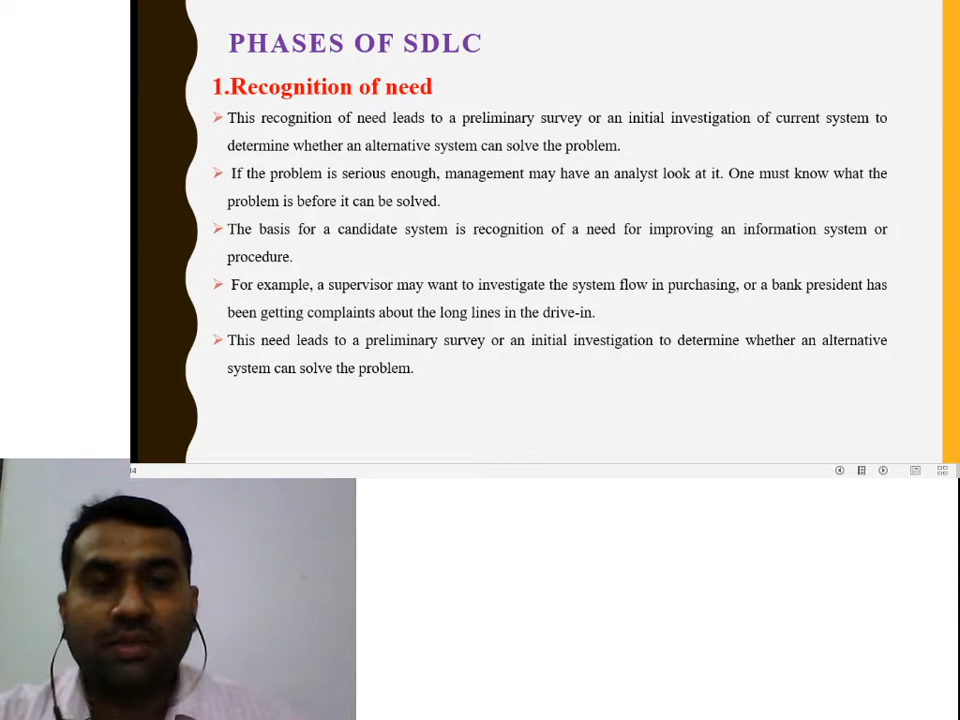 PHASES OF SDLC
1.Recognition of need
This recognition of need leads to a preliminary survey or an initial investigation of current system to
determine whether an alternative system can solve the problem.
If the problem is serious enough, management may have an analyst look at it. One must know what the
problem is before it can be solved.
The basis for a candidate system is recognition of a need for improving an information system or
procedure.
For example, a supervisor may want to investigate the system flow in purchasing, or a bank president has
been getting complaints about the long lines in the drive-in.
This need leads to a preliminary survey or an initial investigation to determine whether an alternative
system can solve the problem.